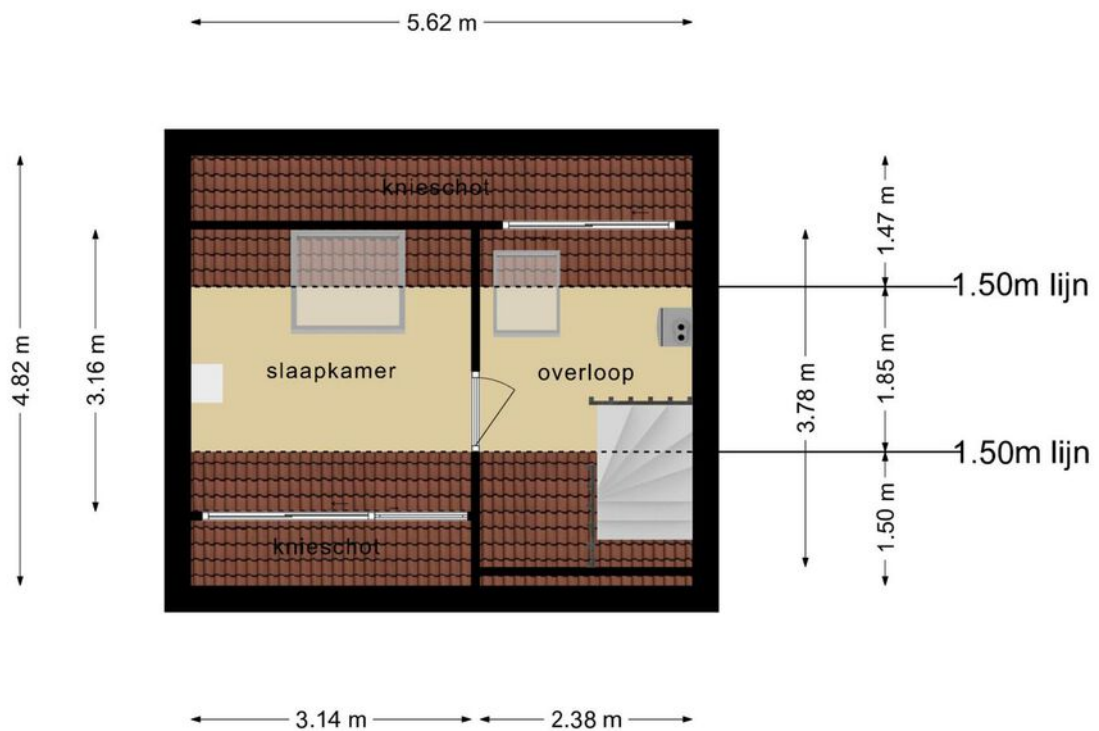 5.62 m
knieschot
1.47 m
1.50m lijn
4.82 m
3.16 m
slaapkamer
overloop
3.78 m
1.85 m
1.50m lijn
knieschot
1.50 m
3.14 m
2.38 m